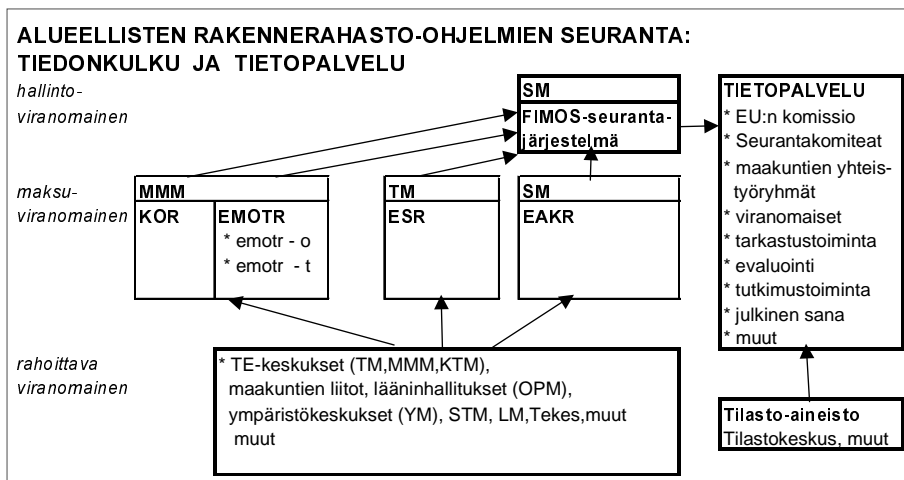 ALUEELLISTEN RAKENNERAHASTO-OHJELMIEN SEURANTA:
TIEDONKULKU JA TIETOPALVELU
hallinto-
viranomainen
SM
FIMOS-seuranta-
järjestelmä
TIETOPALVELU
* EU:n komissio
* Seurantakomiteat
* maakuntien yhteis-
työryhmät
* viranomaiset
* tarkastustoiminta
* evaluointi
* tutkimustoiminta
* julkinen sana
* muut
maksu-
viranomainen
MMM
KOR
EMOTR
* emotr - o
* emotr - t
TM
ESR
SM
EAKR
rahoittava
viranomainen
* TE-keskukset (TM,MMM,KTM),
maakuntien liitot, lääninhallitukset (OPM),
ympäristökeskukset (YM), STM, LM,Tekes,muut
muut
Tilasto-aineisto
Tilastokeskus, muut